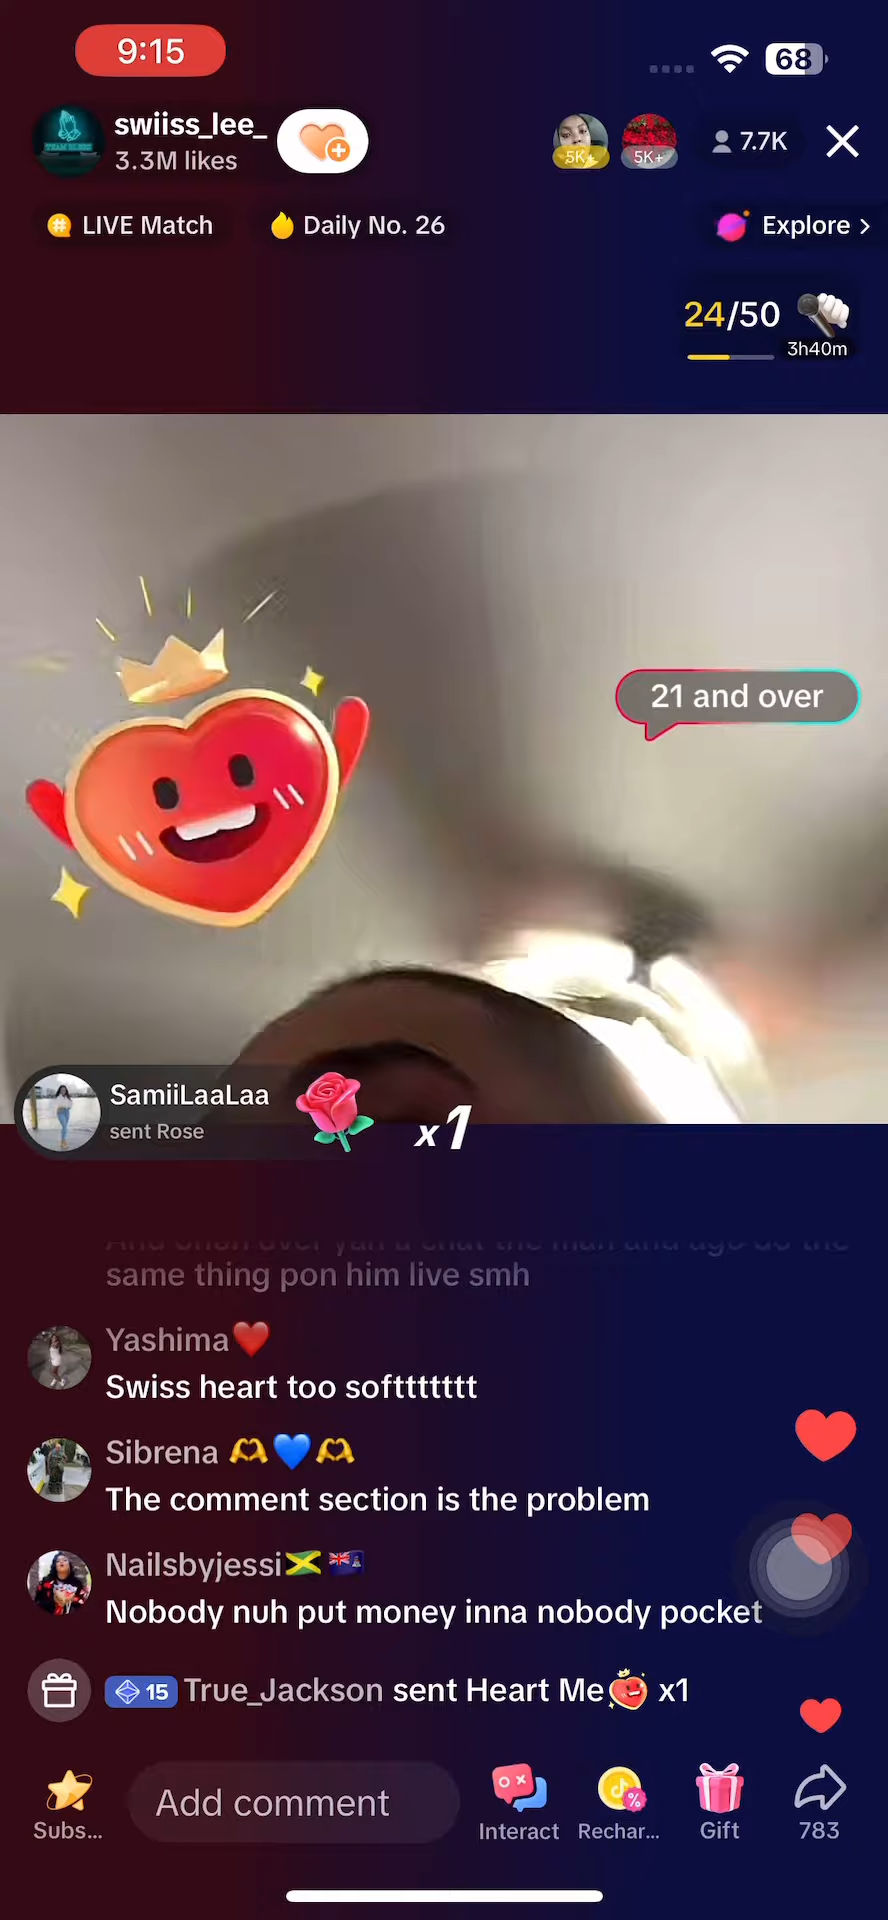 9:15
68
swiiss_lee_
3.3M likes
5K+
5K+
7.7K
LIVE Match
Daily No. 26
Explore >
24/50
3h40m
21 and over
SamiiLaaLaa
sent Rose
x1
same thing pon him live smh
Yashima❤️
Swiss heart too softtttttt
Sibrena 🫶💙🫶
The comment section is the problem
Nailsbyjessi🇯🇲🇰🇾
Nobody nuh put money inna nobody pocket
15 True_Jackson sent Heart Me x1
Subs...
Add comment
Interact
Rechar...
Gift
783